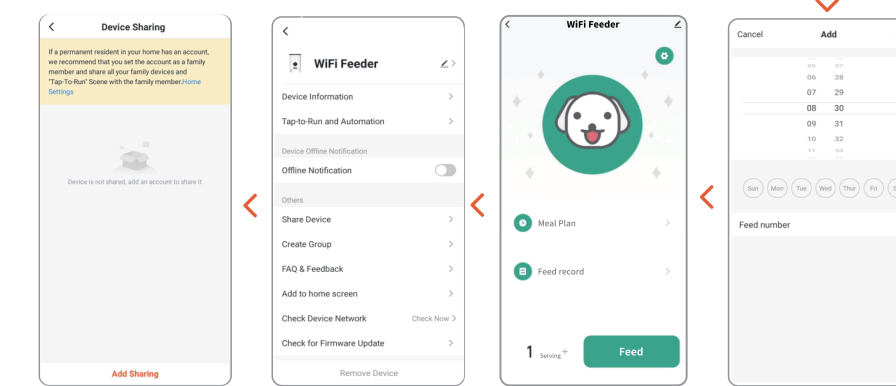 Device Sharing
If a permanent resident in your home has an account,
we recommend that you set the account as a family
member and share all your family devices and
"Tap-To-Run" Scene with the family member.Home
Settings
Device is not shared, add an account to share it
Add Sharing
WiFi Feeder
Device Information
Tap-to-Run and Automation
Device Offline Notification
Offline Notification
Others
Share Device
Create Group
FAQ & Feedback
Add to home screen
Check Device Network Check Now
Check for Firmware Update
Remove Device
WiFi Feeder
Meal Plan
Feed record
1 Serving +
Feed
Cancel Add
05 27
06 28
07 29
08 30
09 31
10 32
11 33
Sun Mon Tue Wed Thur Fri S
Feed number